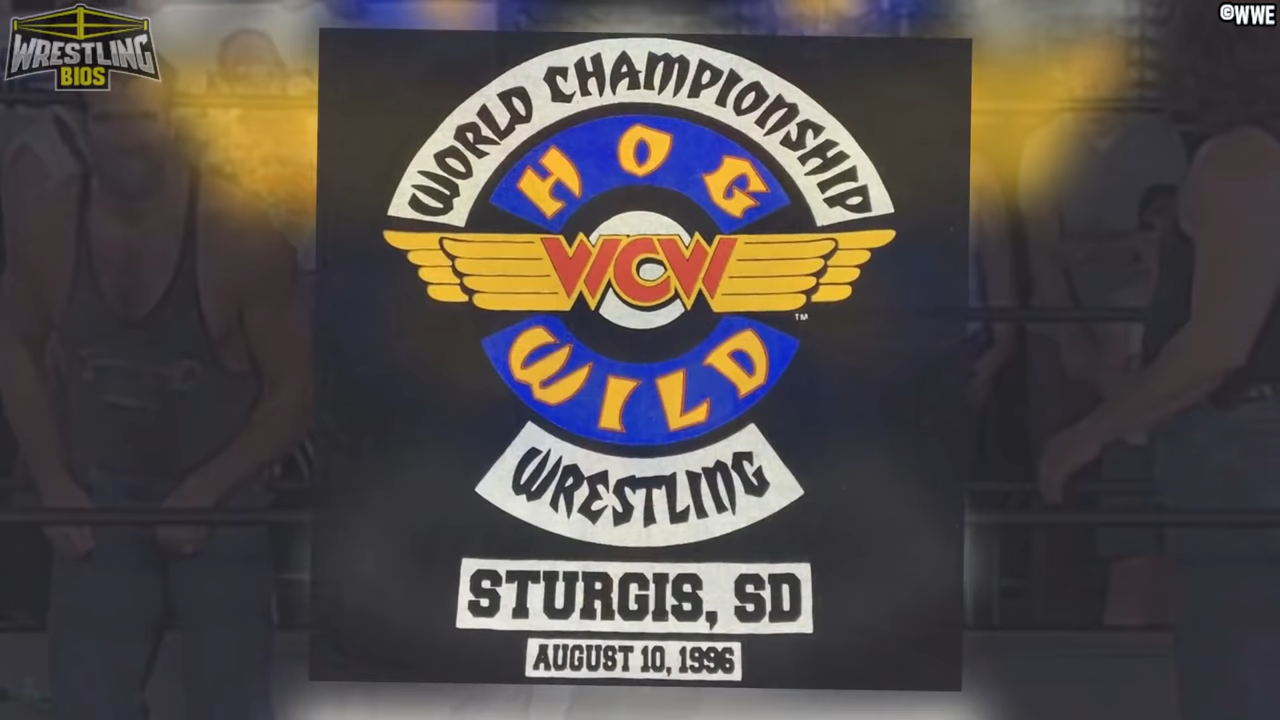 WRESTLING
BIOS
©WWE
WORLD CHAMPIONSHIP
HOG
WCW
TM
WILD
WRESTLING
STURGIS, SD
AUGUST 10, 1996